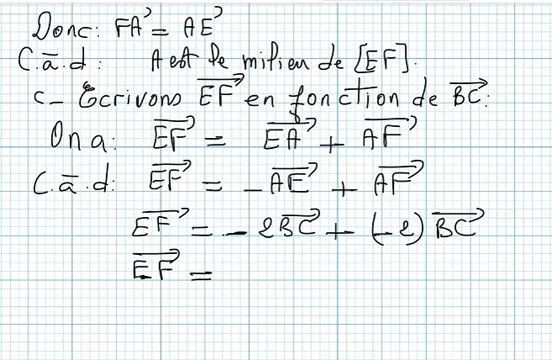 Donc: FA = AE
C.à.d: A est le milieu de [EF].
c- Ecrivons EF en fonction de BC:
On a: EF = EA + AF
C.à.d: EF = -AE + AF
EF = - 2BC + (-2) BC
EF =